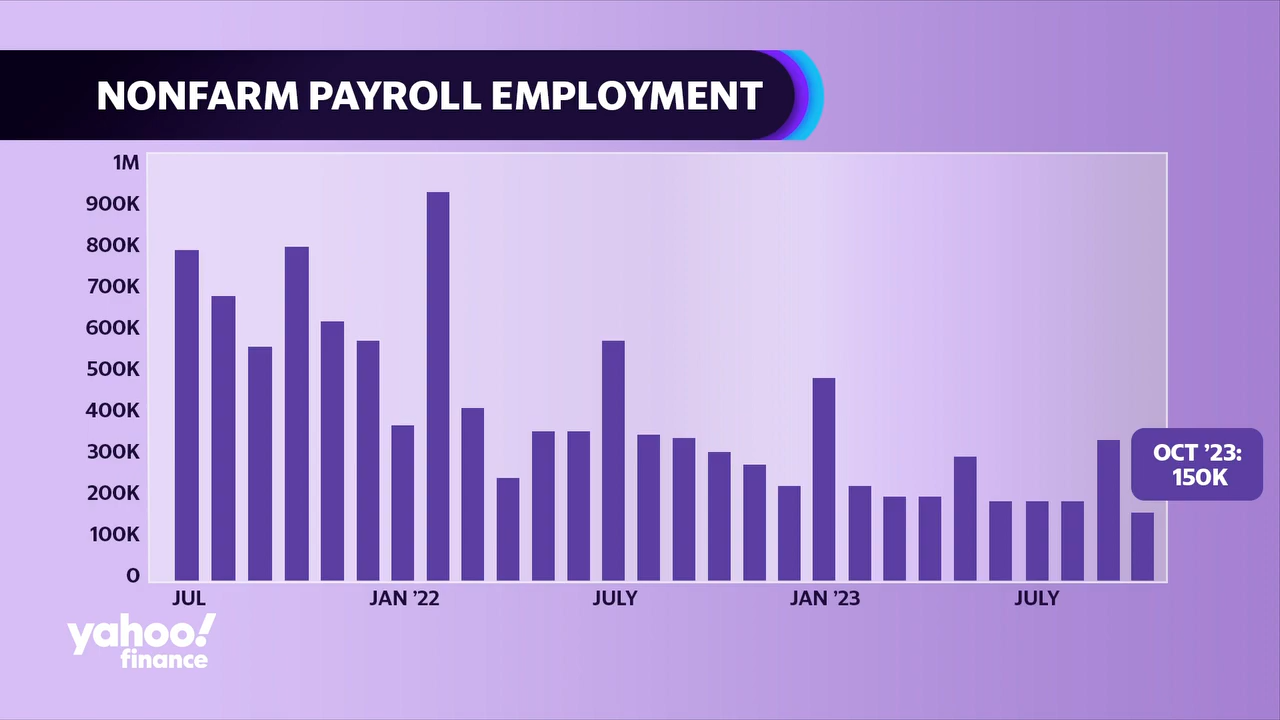 NONFARM PAYROLL EMPLOYMENT
1M
900K
800K
700K
600K
500K
400K
300K
200K
100K
0
OCT ’23:
150K
JUL
JAN ’22
JULY
JAN ’23
JULY
yahoo!
finance